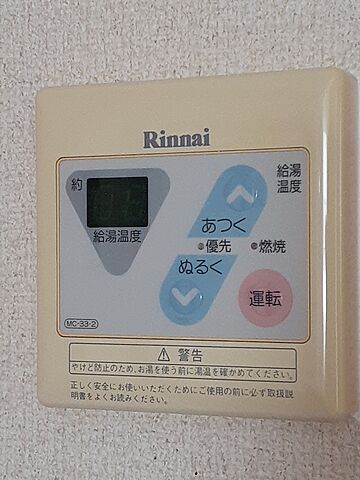 Rinnai
約
給湯温度
給湯
温度
あつく
優先
燃焼
ぬるく
運転
MC-33-2
⚠ 警告
やけど防止のため、お湯を使う前に湯温を確かめてください。
正しく安全にお使いいただくためにご使用の前に必ず取扱説
明書をよくお読みください。